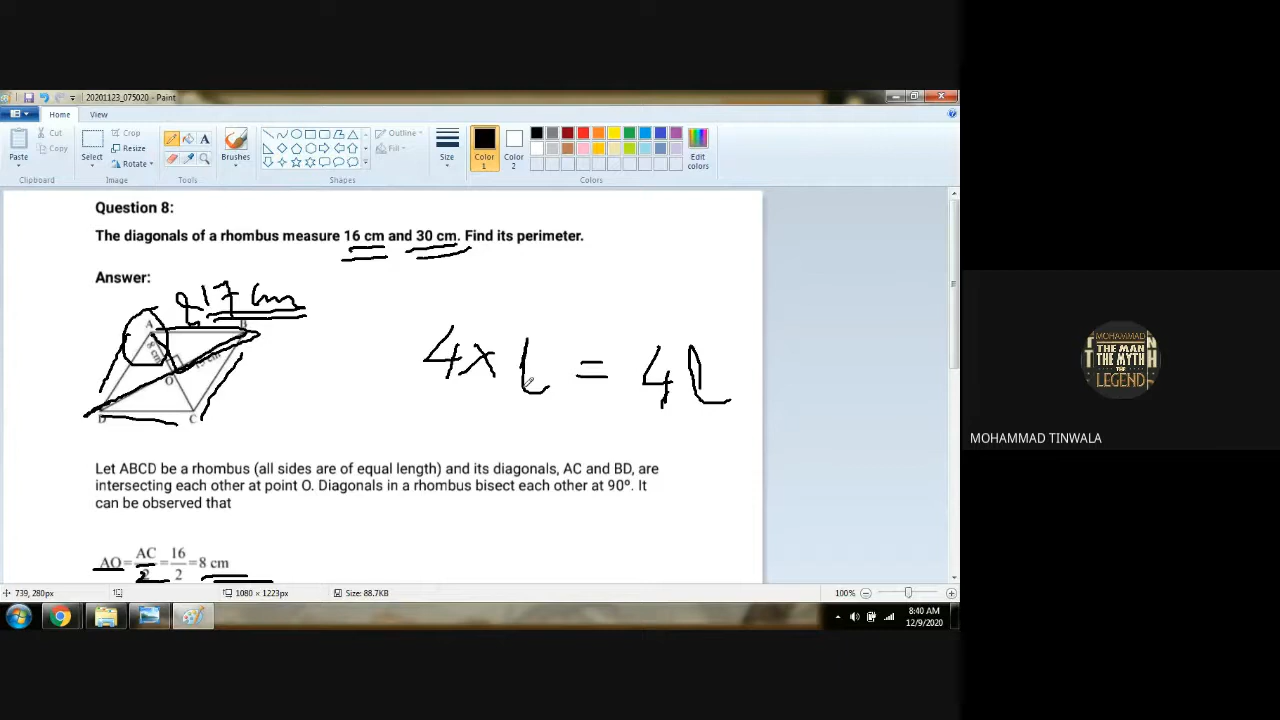 20201123_075020 - Paint
Home
View
Paste
Cut
Copy
Clipboard
Select
Crop
Resize
Rotate
Image
Tools
Brushes
Shapes
Outline
Fill
Size
Color 1
Color 2
Edit colors
Colors
Question 8:
The diagonals of a rhombus measure 16 cm and 30 cm. Find its perimeter.
Answer:
17 cm
A
B
8 cm
O
D
C
4 x l = 4l
Let ABCD be a rhombus (all sides are of equal length) and its diagonals, AC and BD, are
intersecting each other at point O. Diagonals in a rhombus bisect each other at 90º. It
can be observed that
AO = AC/2 = 16/2 = 8 cm
739, 280px
1080 × 1223px
Size: 88.7KB
100%
8:40 AM
12/9/2020
MOHAMMAD
THE MAN
THE MYTH
THE
LEGEND
MOHAMMAD TINWALA